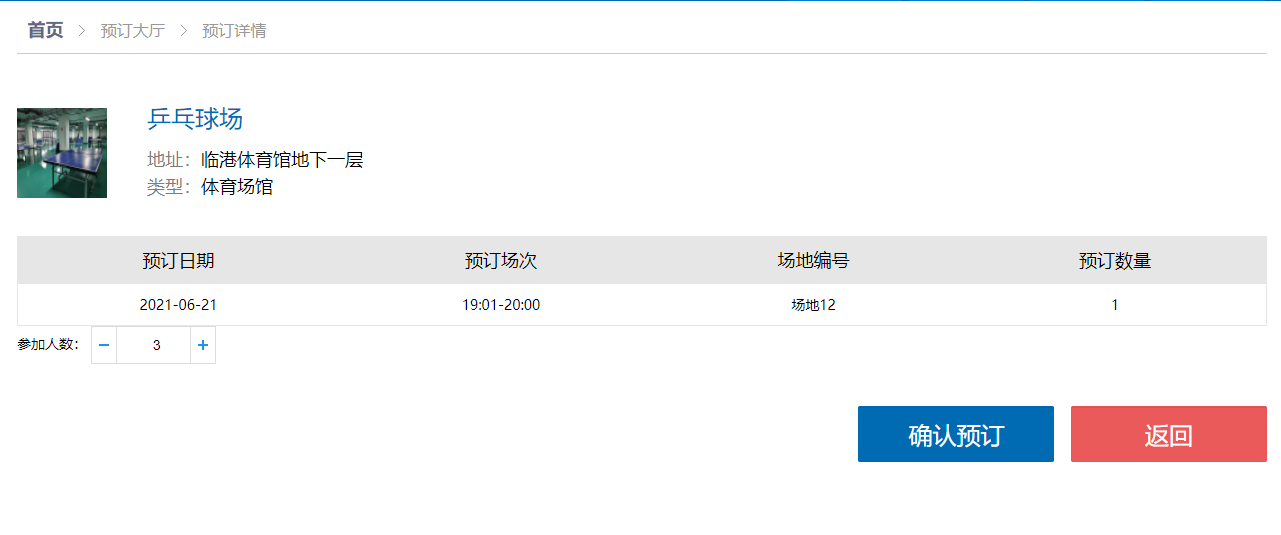 首页 > 预订大厅 > 预订详情
乒乓球场
地址：临港体育馆地下一层
类型：体育场馆
预订日期 预订场次 场地编号 预订数量
2021-06-21 19:01-20:00 场地12 1
参加人数： − 3 +
确认预订 返回